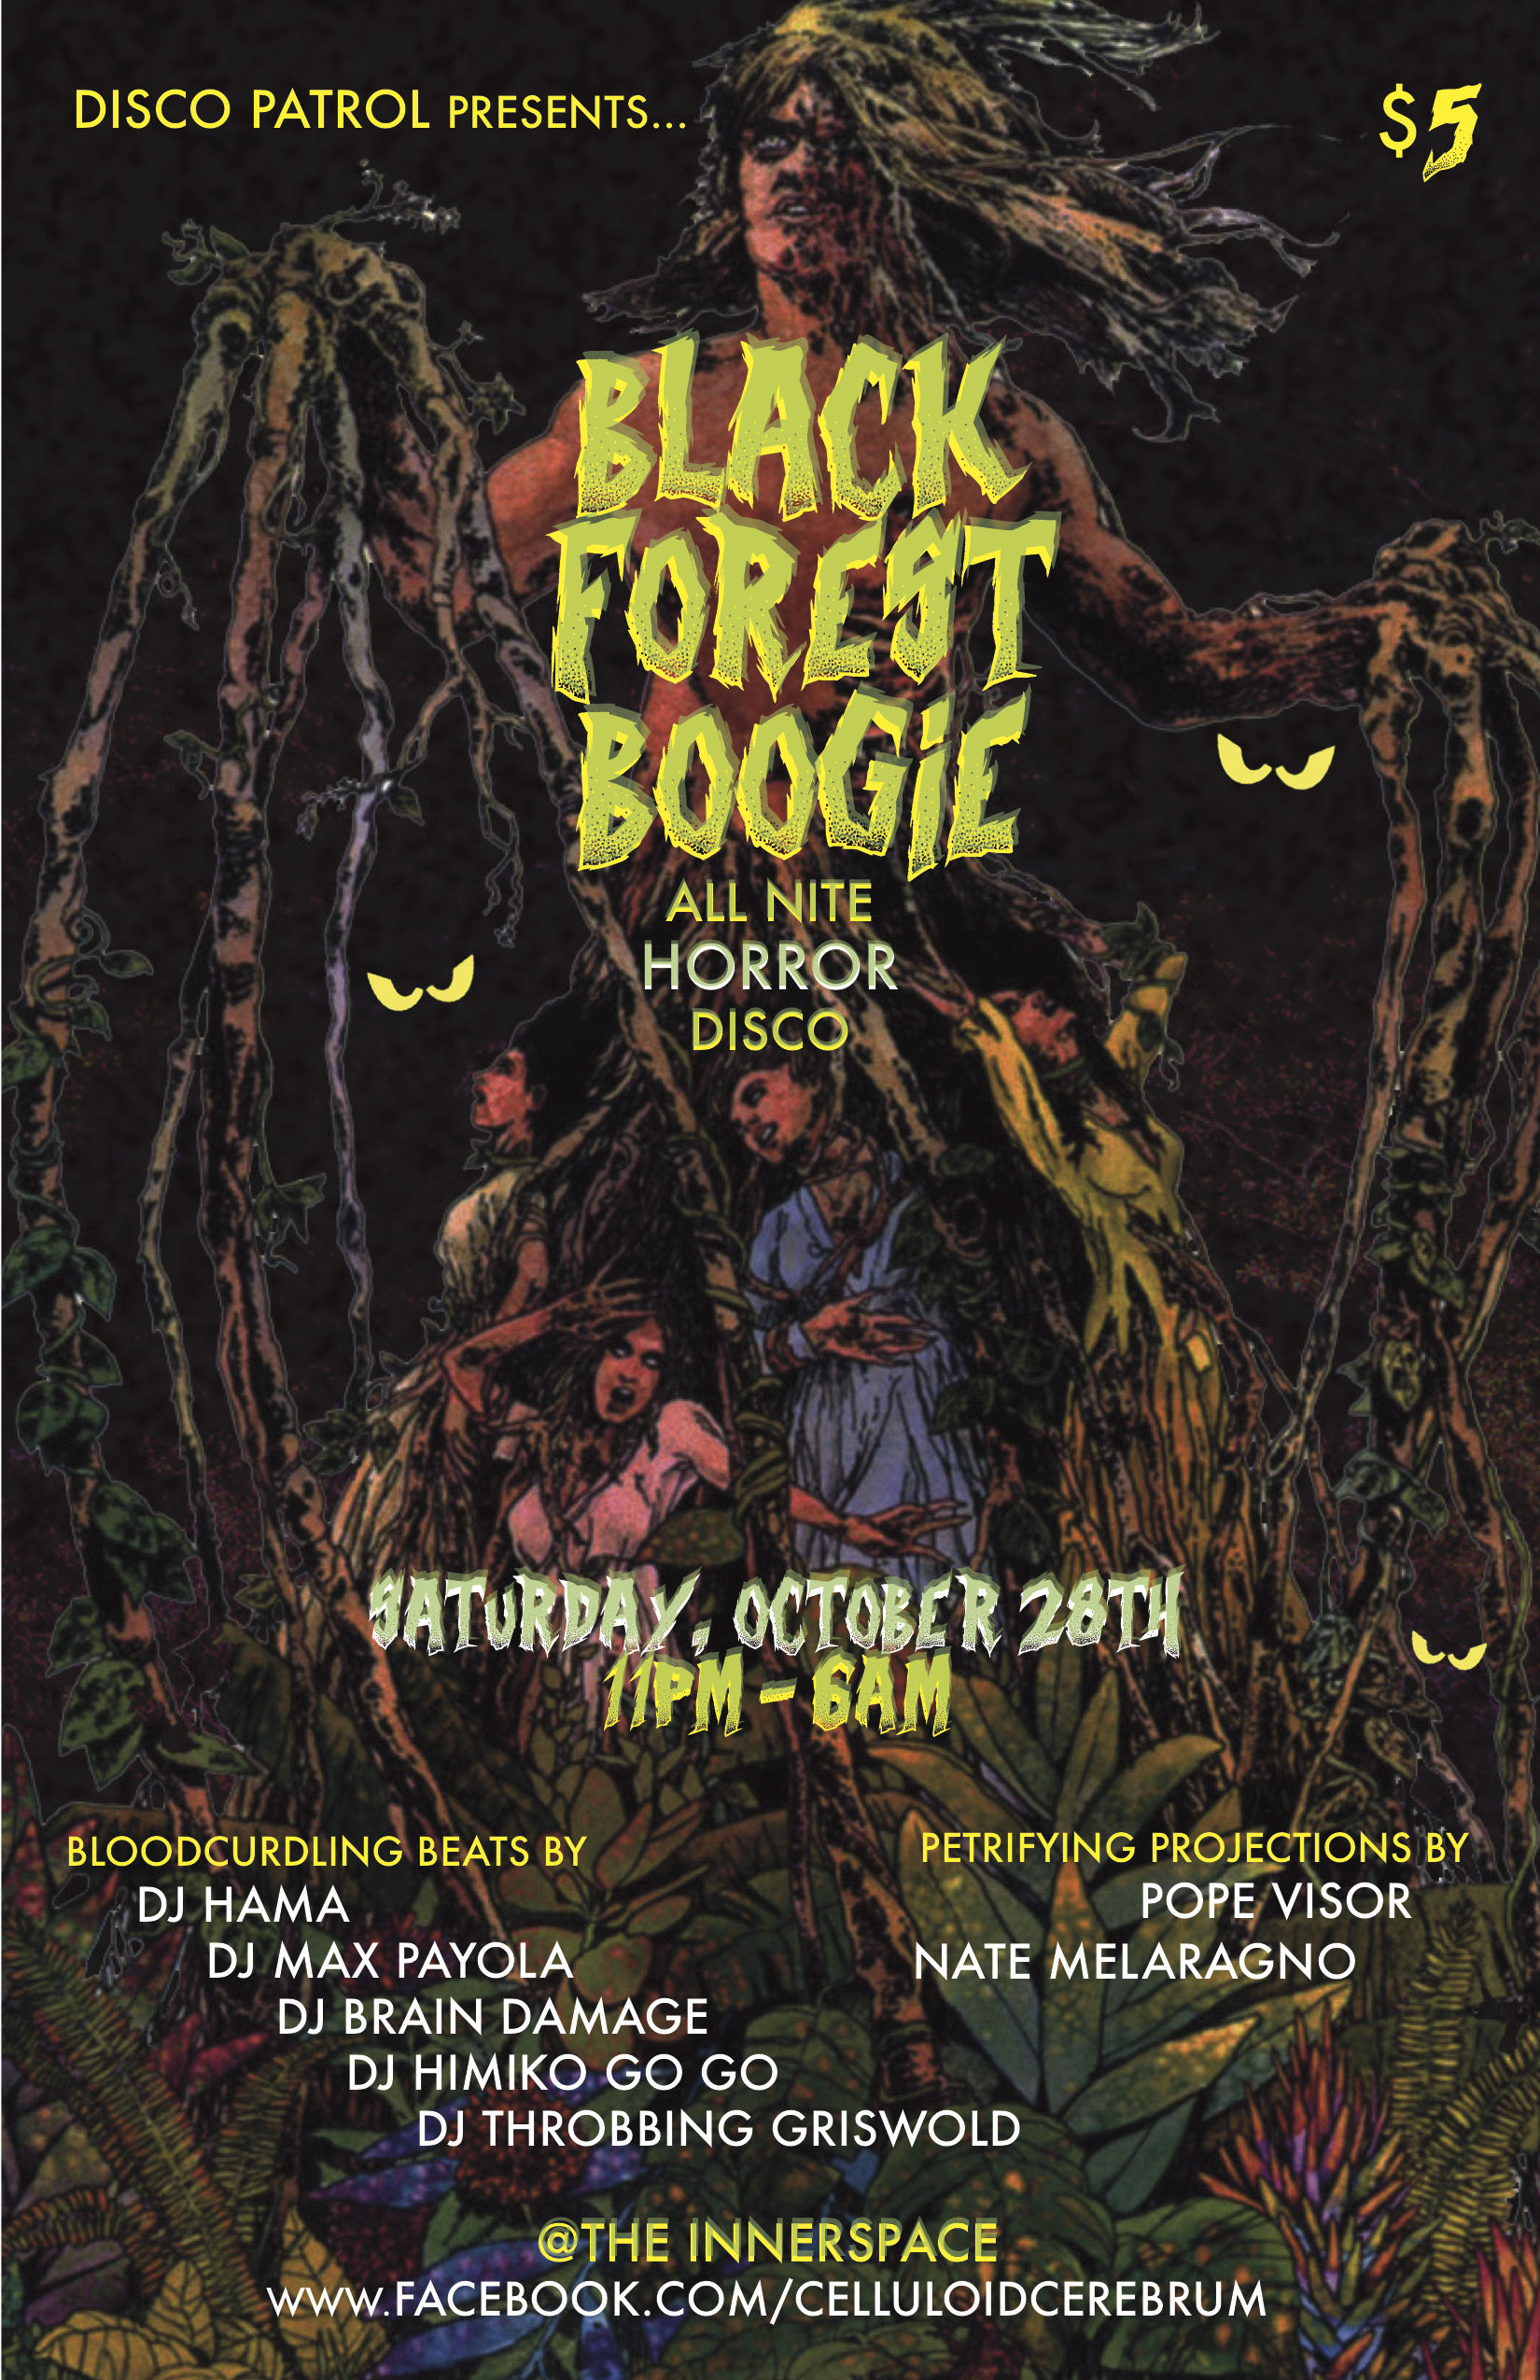 DISCO PATROL PRESENTS...
$5
BLACK
FOREST
BOOGiE
ALL NITE
HORROR
DISCO
SATURDAY, OCTOBER 28TH
11PM - 6AM
BLOODCURDLING BEATS BY
DJ HAMA
DJ MAX PAYOLA
DJ BRAIN DAMAGE
DJ HIMIKO GO GO
DJ THROBBING GRISWOLD
PETRIFYING PROJECTIONS BY
POPE VISOR
NATE MELARAGNO
@THE INNERSPACE
www.FACEBOOK.COM/CELLULOIDCEREBRUM